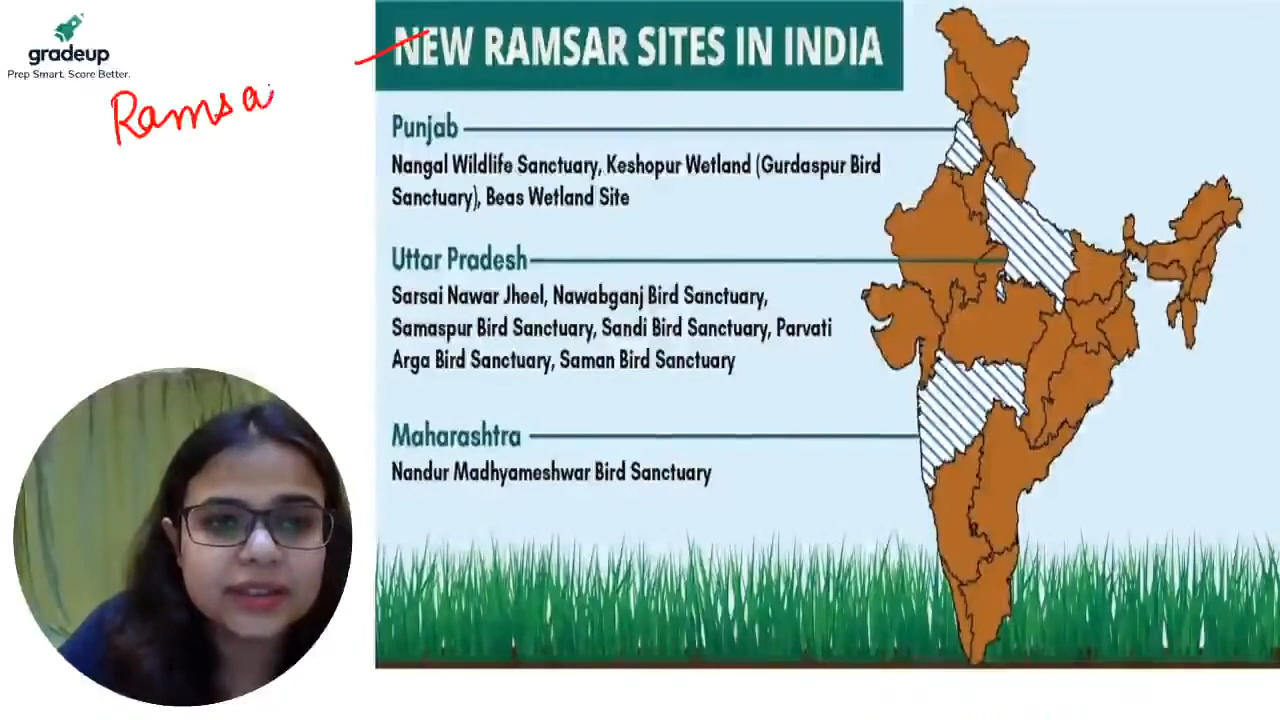 gradeup
Prep Smart. Score Better.
Ramsa
NEW RAMSAR SITES IN INDIA
Punjab
Nangal Wildlife Sanctuary, Keshopur Wetland (Gurdaspur Bird
Sanctuary), Beas Wetland Site
Uttar Pradesh
Sarsai Nawar Jheel, Nawabganj Bird Sanctuary,
Samaspur Bird Sanctuary, Sandi Bird Sanctuary, Parvati
Arga Bird Sanctuary, Saman Bird Sanctuary
Maharashtra
Nandur Madhyameshwar Bird Sanctuary